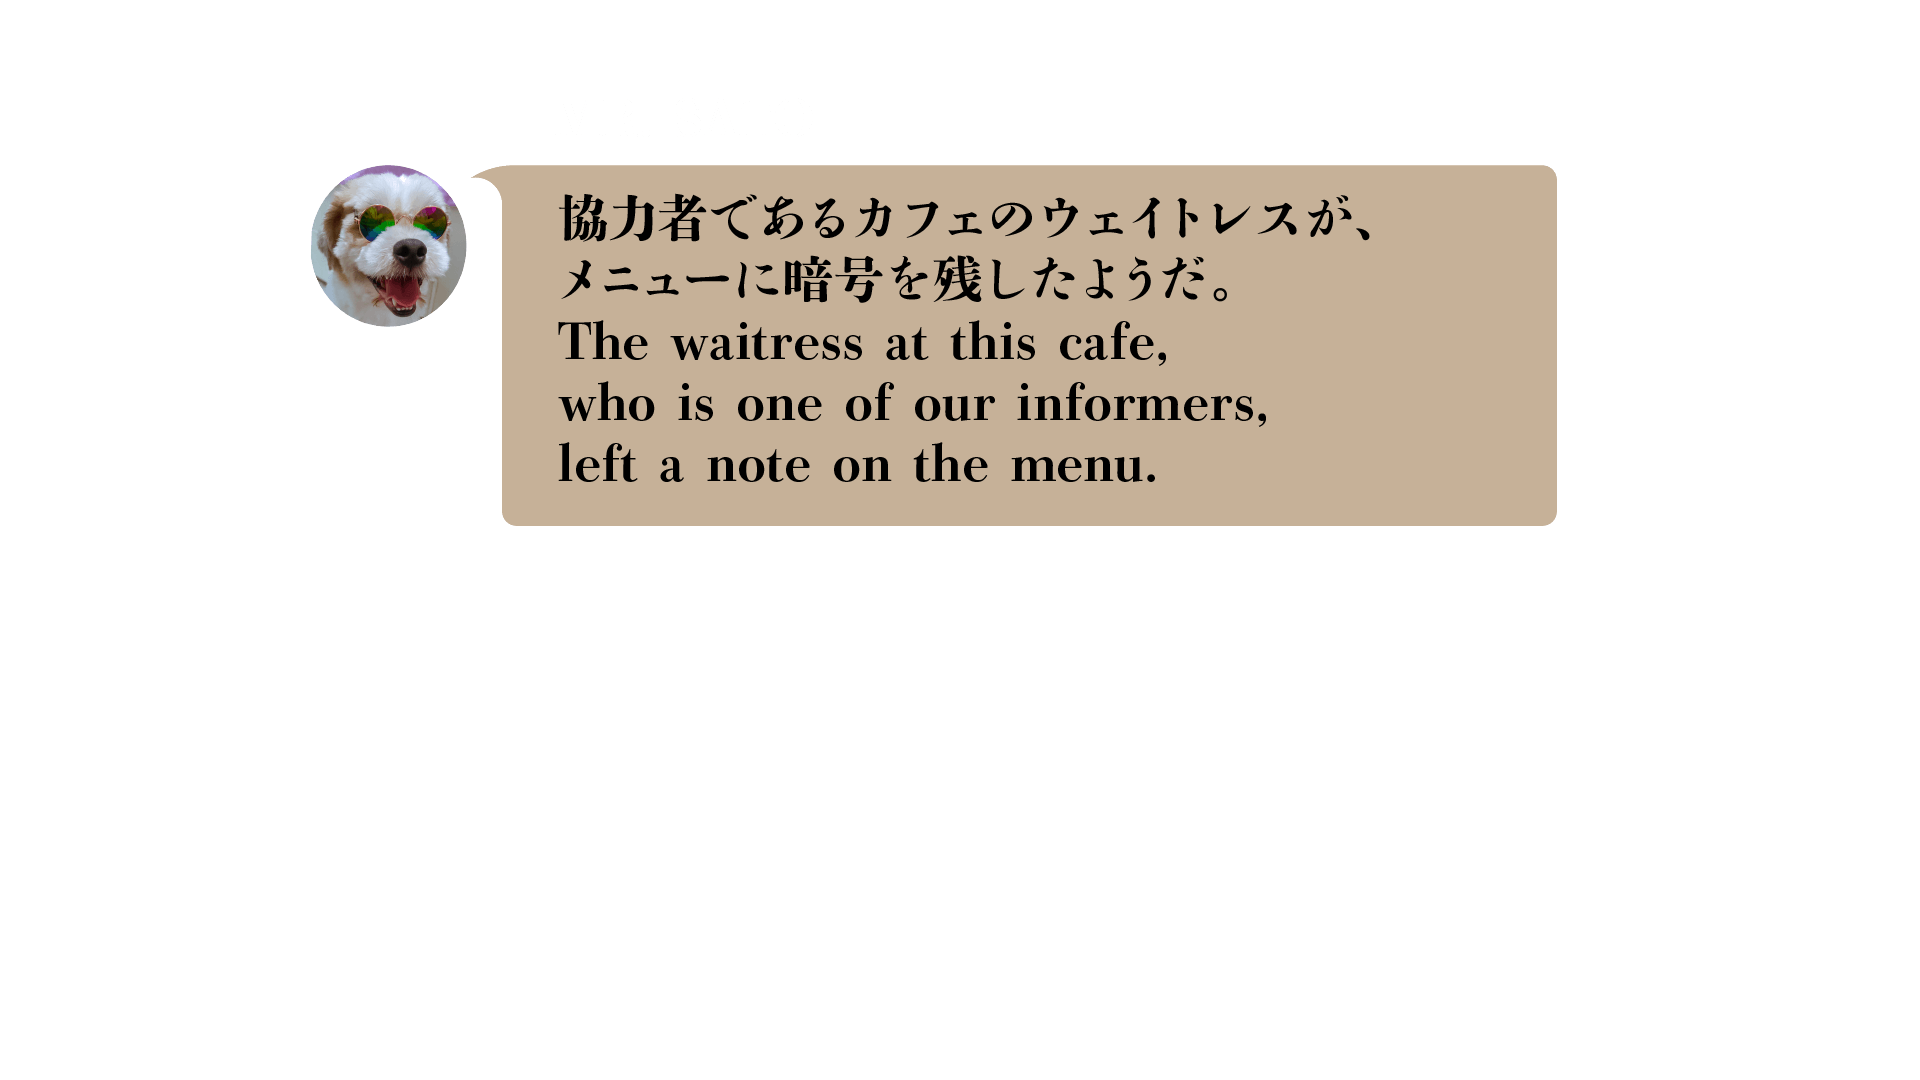 協力者であるカフェのウェイトレスが、
メニューに暗号を残したようだ。
The waitress at this cafe,
who is one of our informers,
left a note on the menu.